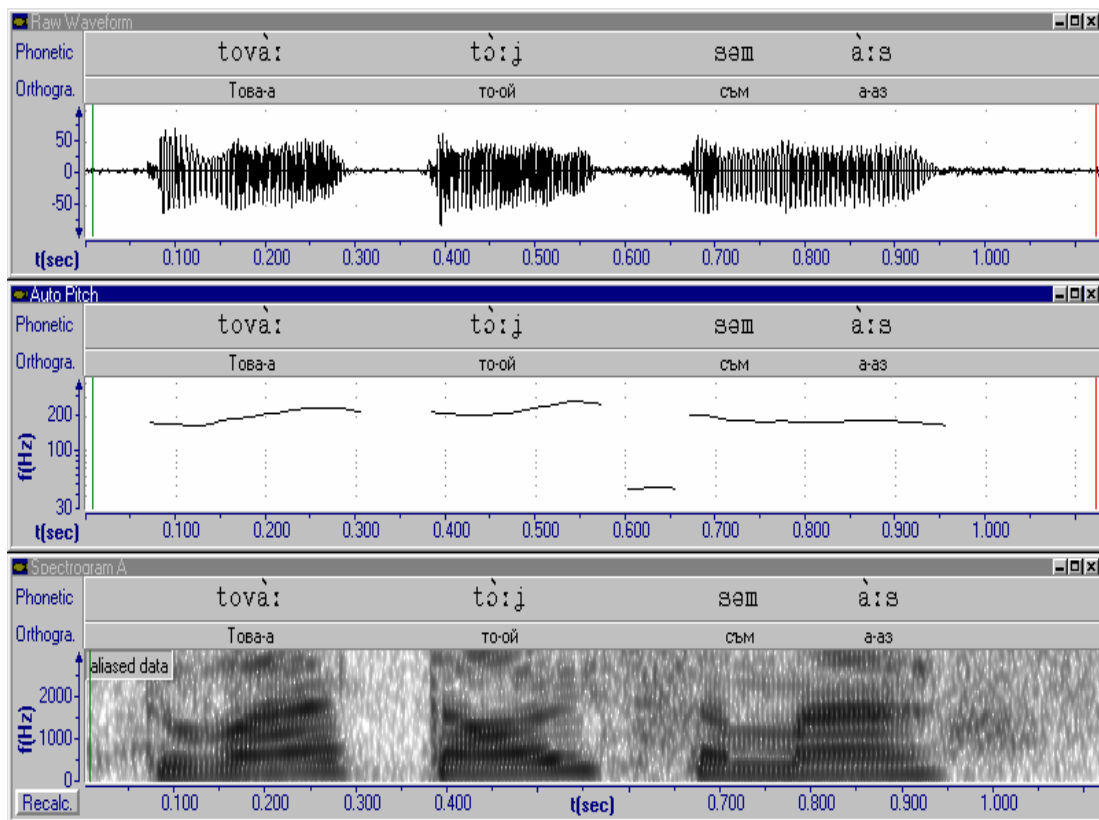 Raw Waveform
Phonetic tovàː tɔ̀ːj səm àːs
Orthogra. Това-а то-ой съм а-аз
50
0
-50
t(sec) 0.100 0.200 0.300 0.400 0.500 0.600 0.700 0.800 0.900 1.000
Auto Pitch
Phonetic tovàː tɔ̀ːj səm àːs
Orthogra. Това-а то-ой съм а-аз
200
100
30
f(Hz)
t(sec) 0.100 0.200 0.300 0.400 0.500 0.600 0.700 0.800 0.900 1.000
Spectrogram A
Phonetic tovàː tɔ̀ːj səm àːs
Orthogra. Това-а то-ой съм а-аз
aliased data
2000
1000
0
f(Hz)
Recalc. 0.100 0.200 0.300 0.400 t(sec) 0.700 0.800 0.900 1.000